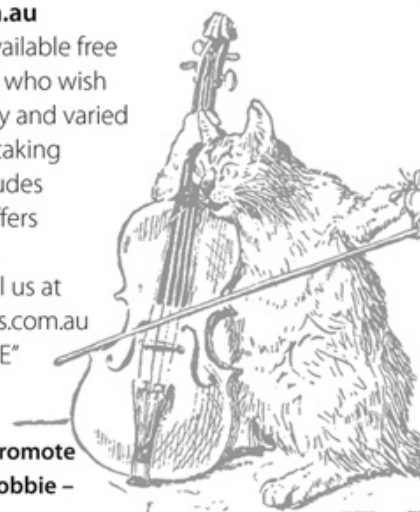 .au
vailable free
who wish
y and varied
taking
udes
ffers
l us at
s.com.au
E”
romote
obbie –